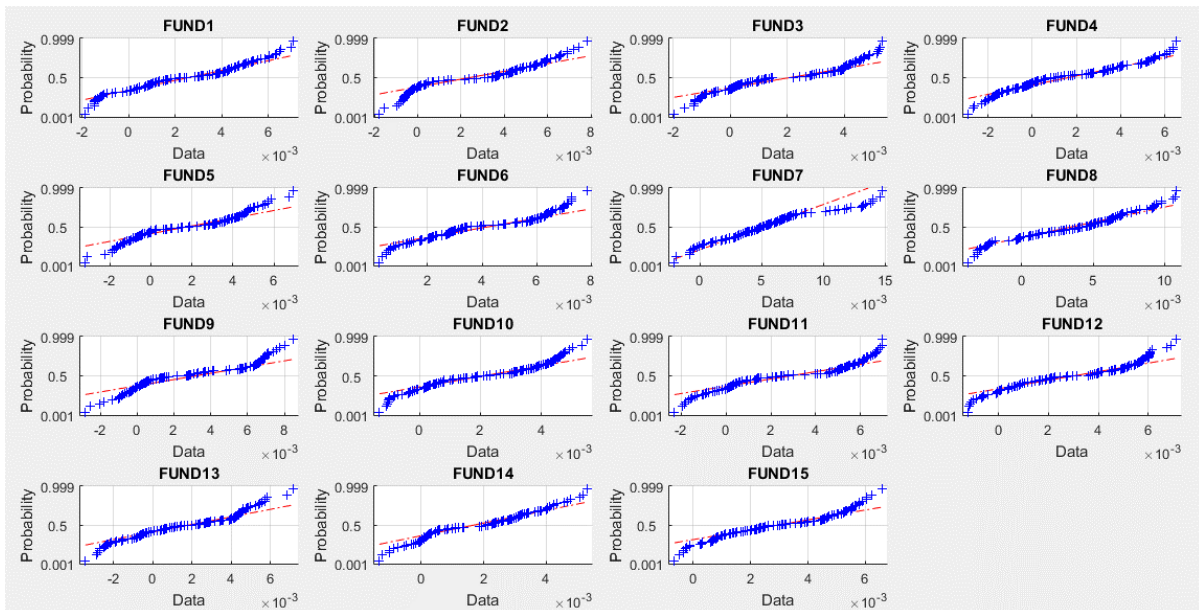 FUND1 FUND2 FUND3 FUND4
0.999 0.999 0.999 0.999
Probability Probability Probability Probability
0.5 0.5 0.5 0.5
0.001 0.001 0.001 0.001
-2 0 2 4 6 -2 0 2 4 6 8 -2 0 2 4 -2 0 2 4 6
Data ×10-3 Data ×10-3 Data ×10-3 Data ×10-3
FUND5 FUND6 FUND7 FUND8
0.999 0.999 0.999 0.999
Probability Probability Probability Probability
0.5 0.5 0.5 0.5
0.001 0.001 0.001 0.001
-2 0 2 4 6 2 4 6 8 0 5 10 15 0 5 10
Data ×10-3 Data ×10-3 Data ×10-3 Data ×10-3
FUND9 FUND10 FUND11 FUND12
0.999 0.999 0.999 0.999
Probability Probability Probability Probability
0.5 0.5 0.5 0.5
0.001 0.001 0.001 0.001
-2 0 2 4 6 8 0 2 4 -2 0 2 4 6 0 2 4 6
Data ×10-3 Data ×10-3 Data ×10-3 Data ×10-3
FUND13 FUND14 FUND15
0.999 0.999 0.999
Probability Probability Probability
0.5 0.5 0.5
0.001 0.001 0.001
-2 0 2 4 6 0 2 4 0 2 4 6
Data ×10-3 Data ×10-3 Data ×10-3